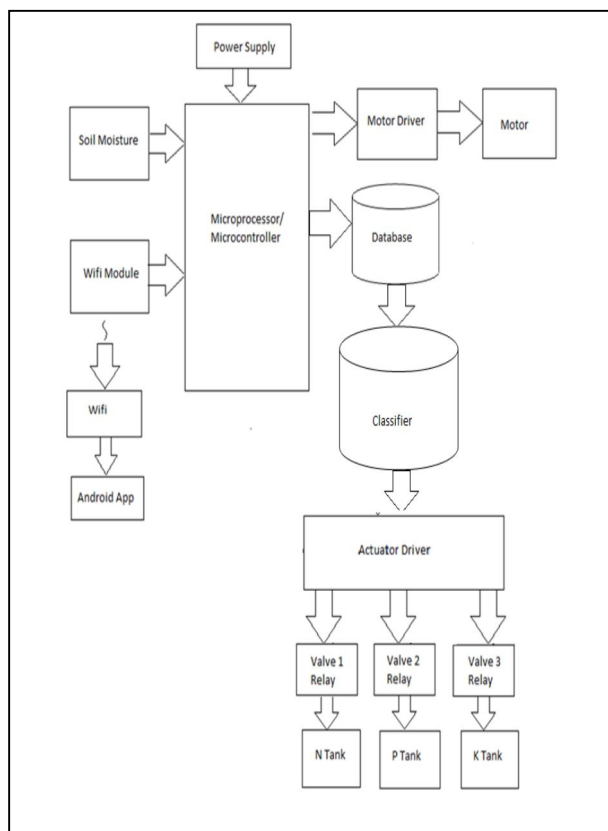 Power Supply
Soil Moisture
Motor Driver
Motor
Microprocessor/
Microcontroller
Database
Wifi Module
Wifi
Classifier
Android App
Actuator Driver
Valve 1
Relay
Valve 2
Relay
Valve 3
Relay
N Tank
P Tank
K Tank